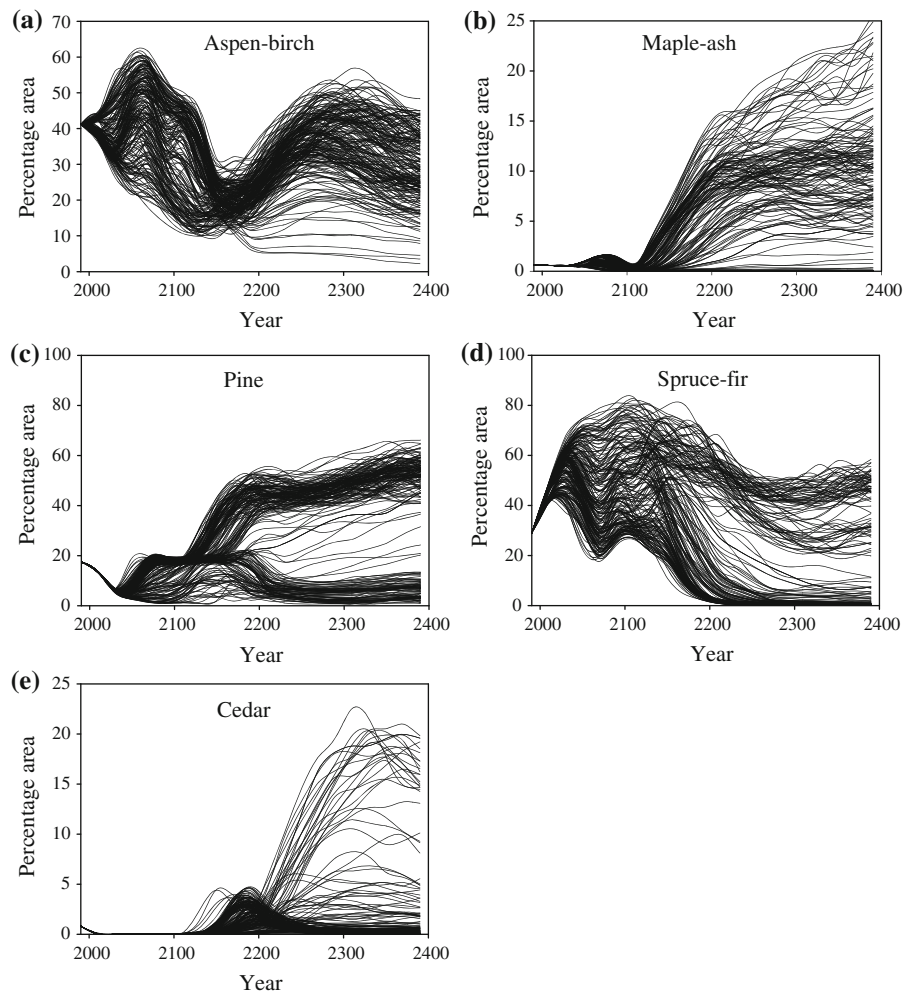 (a)
Aspen-birch
Percentage area
70
60
50
40
30
20
10
0
2000 2100 2200 2300 2400
Year
(b)
Maple-ash
Percentage area
25
20
15
10
5
0
2000 2100 2200 2300 2400
Year
(c)
Pine
Percentage area
100
80
60
40
20
0
2000 2100 2200 2300 2400
Year
(d)
Spruce-fir
Percentage area
100
80
60
40
20
0
2000 2100 2200 2300 2400
Year
(e)
Cedar
Percentage area
25
20
15
10
5
0
2000 2100 2200 2300 2400
Year